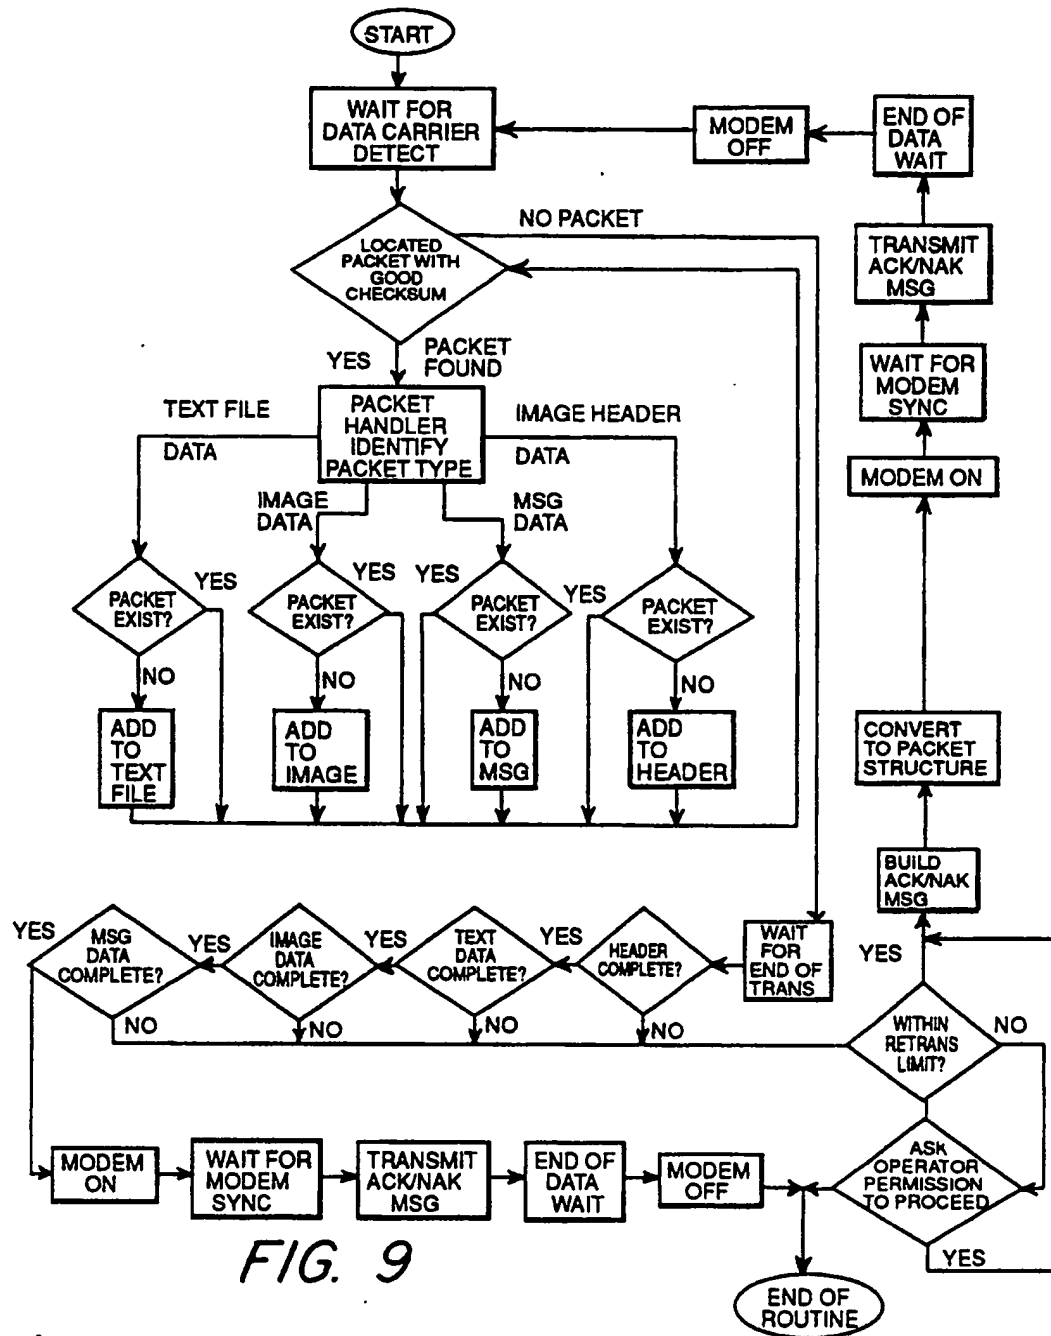 START
WAIT FOR
DATA CARRIER
DETECT
MODEM
OFF
END OF
DATA
WAIT
NO PACKET
LOCATED
PACKET WITH
GOOD
CHECKSUM
TRANSMIT
ACK/NAK
MSG
YES
PACKET
FOUND
WAIT FOR
MODEM
SYNC
TEXT FILE
DATA
PACKET
HANDLER
IDENTIFY
PACKET TYPE
IMAGE HEADER
DATA
MODEM ON
IMAGE
DATA
MSG
DATA
PACKET
EXIST?
YES
PACKET
EXIST?
YES
YES
PACKET
EXIST?
YES
PACKET
EXIST?
NO
NO
NO
NO
ADD
TO
TEXT
FILE
ADD
TO
IMAGE
ADD
TO
MSG
ADD
TO
HEADER
CONVERT
TO PACKET
STRUCTURE
BUILD
ACK/NAK
MSG
YES
MSG
DATA
COMPLETE?
YES
IMAGE
DATA
COMPLETE?
YES
TEXT
DATA
COMPLETE?
YES
HEADER
COMPLETE?
WAIT
FOR
END OF
TRANS
YES
NO
NO
NO
NO
WITHIN
RETRANS
LIMIT?
NO
MODEM
ON
WAIT FOR
MODEM
SYNC
TRANSMIT
ACK/NAK
MSG
END OF
DATA
WAIT
MODEM
OFF
ASK
OPERATOR
PERMISSION
TO PROCEED
YES
FIG. 9
END OF
ROUTINE